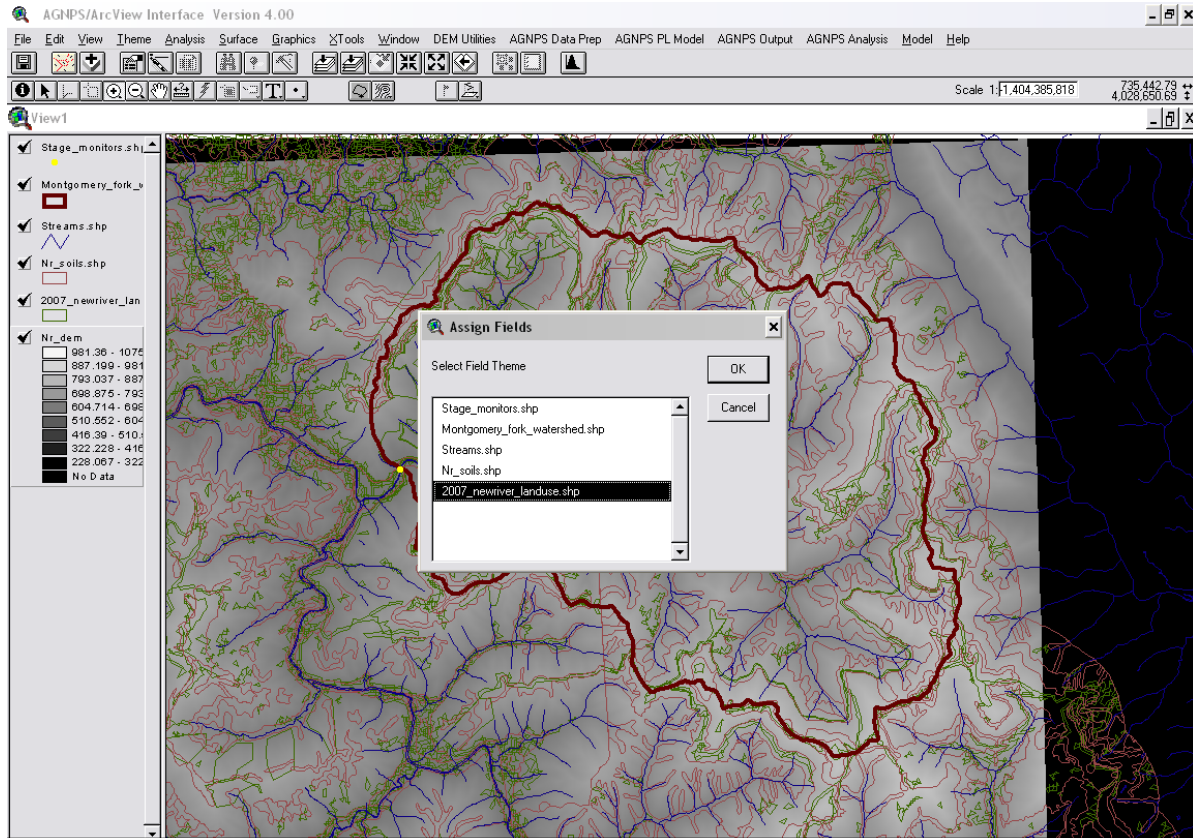 AGNPS/ArcView Interface Version 4.00
File Edit View Theme Analysis Surface Graphics XTools Window DEM Utilities AGNPS Data Prep AGNPS PL Model AGNPS Output AGNPS Analysis Model Help
Scale 1: -1,404,385,818
735,442.79
4,028,650.69
View1
Stage_monitors.shp
Montgomery_fork_w
Streams.shp
Nr_soils.shp
2007_newriver_lan
Nr_dem
981.36 - 1075
887.199 - 981
793.037 - 887
698.875 - 793
604.714 - 698
510.552 - 604
416.39 - 510.
322.228 - 416
228.067 - 322
No Data
Assign Fields
Select Field Theme
OK
Cancel
Stage_monitors.shp
Montgomery_fork_watershed.shp
Streams.shp
Nr_soils.shp
2007_newriver_landuse.shp